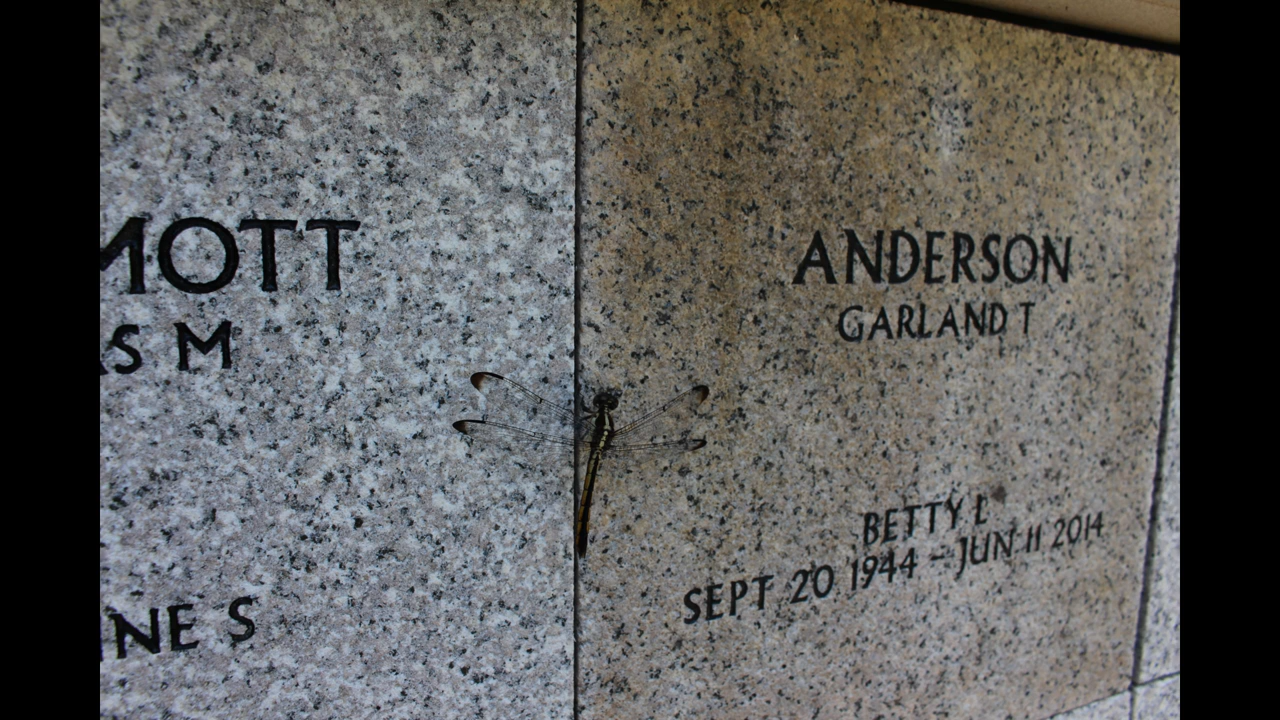 MOTT
S M
NE S
ANDERSON
GARLAND T
BETTY L
SEPT 20 1944 – JUN 11 2014